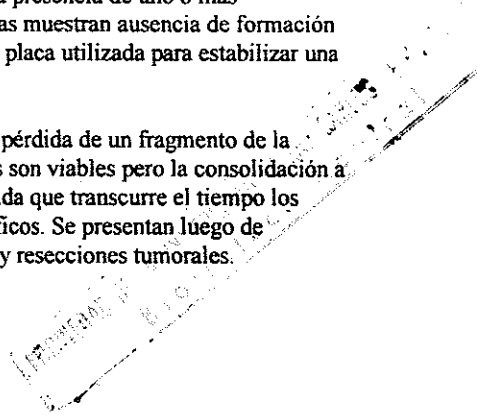 presencia de uno o más
as muestran ausencia de formación
placa utilizada para estabilizar una
pérdida de un fragmento de la
s son viables pero la consolidación a
da que transcurre el tiempo los
ficos. Se presentan luego de
y resecciones tumorales.